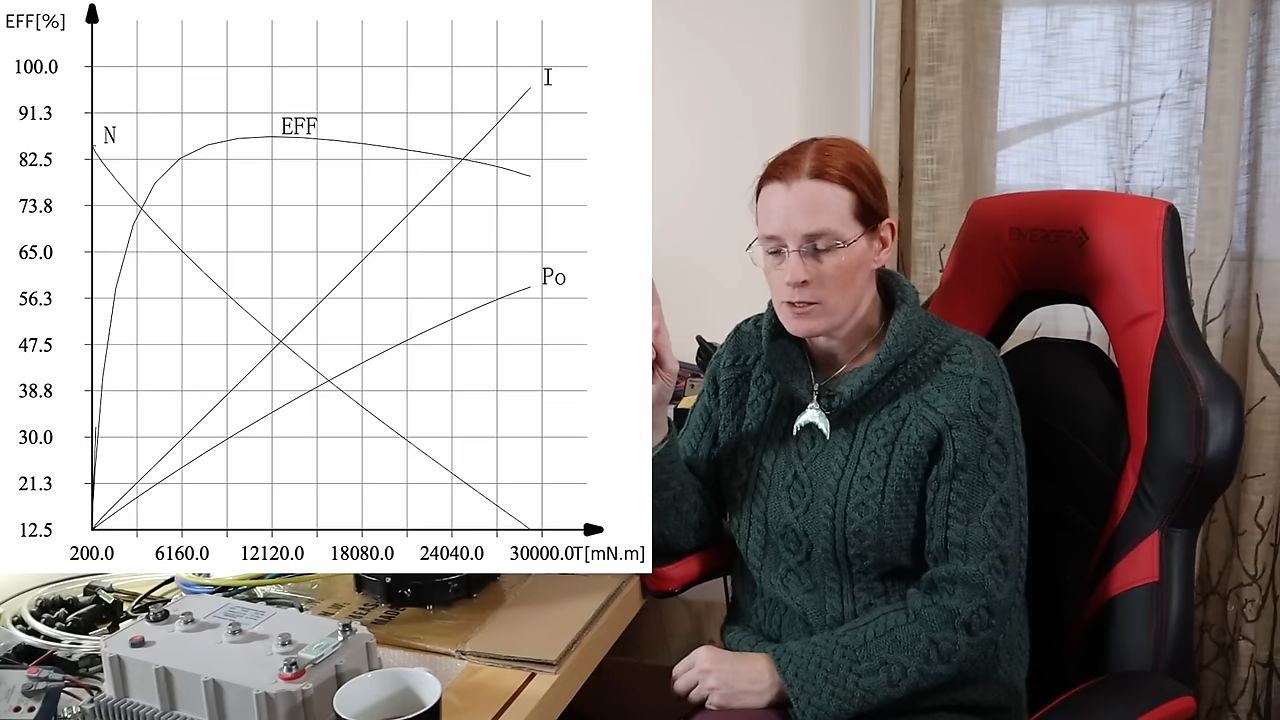 EFF[%]
100.0
I
91.3
N
EFF
82.5
73.8
65.0
Po
56.3
47.5
38.8
30.0
21.3
12.5
200.0 6160.0 12120.0 18080.0 24040.0 30000.0T[mN.m]